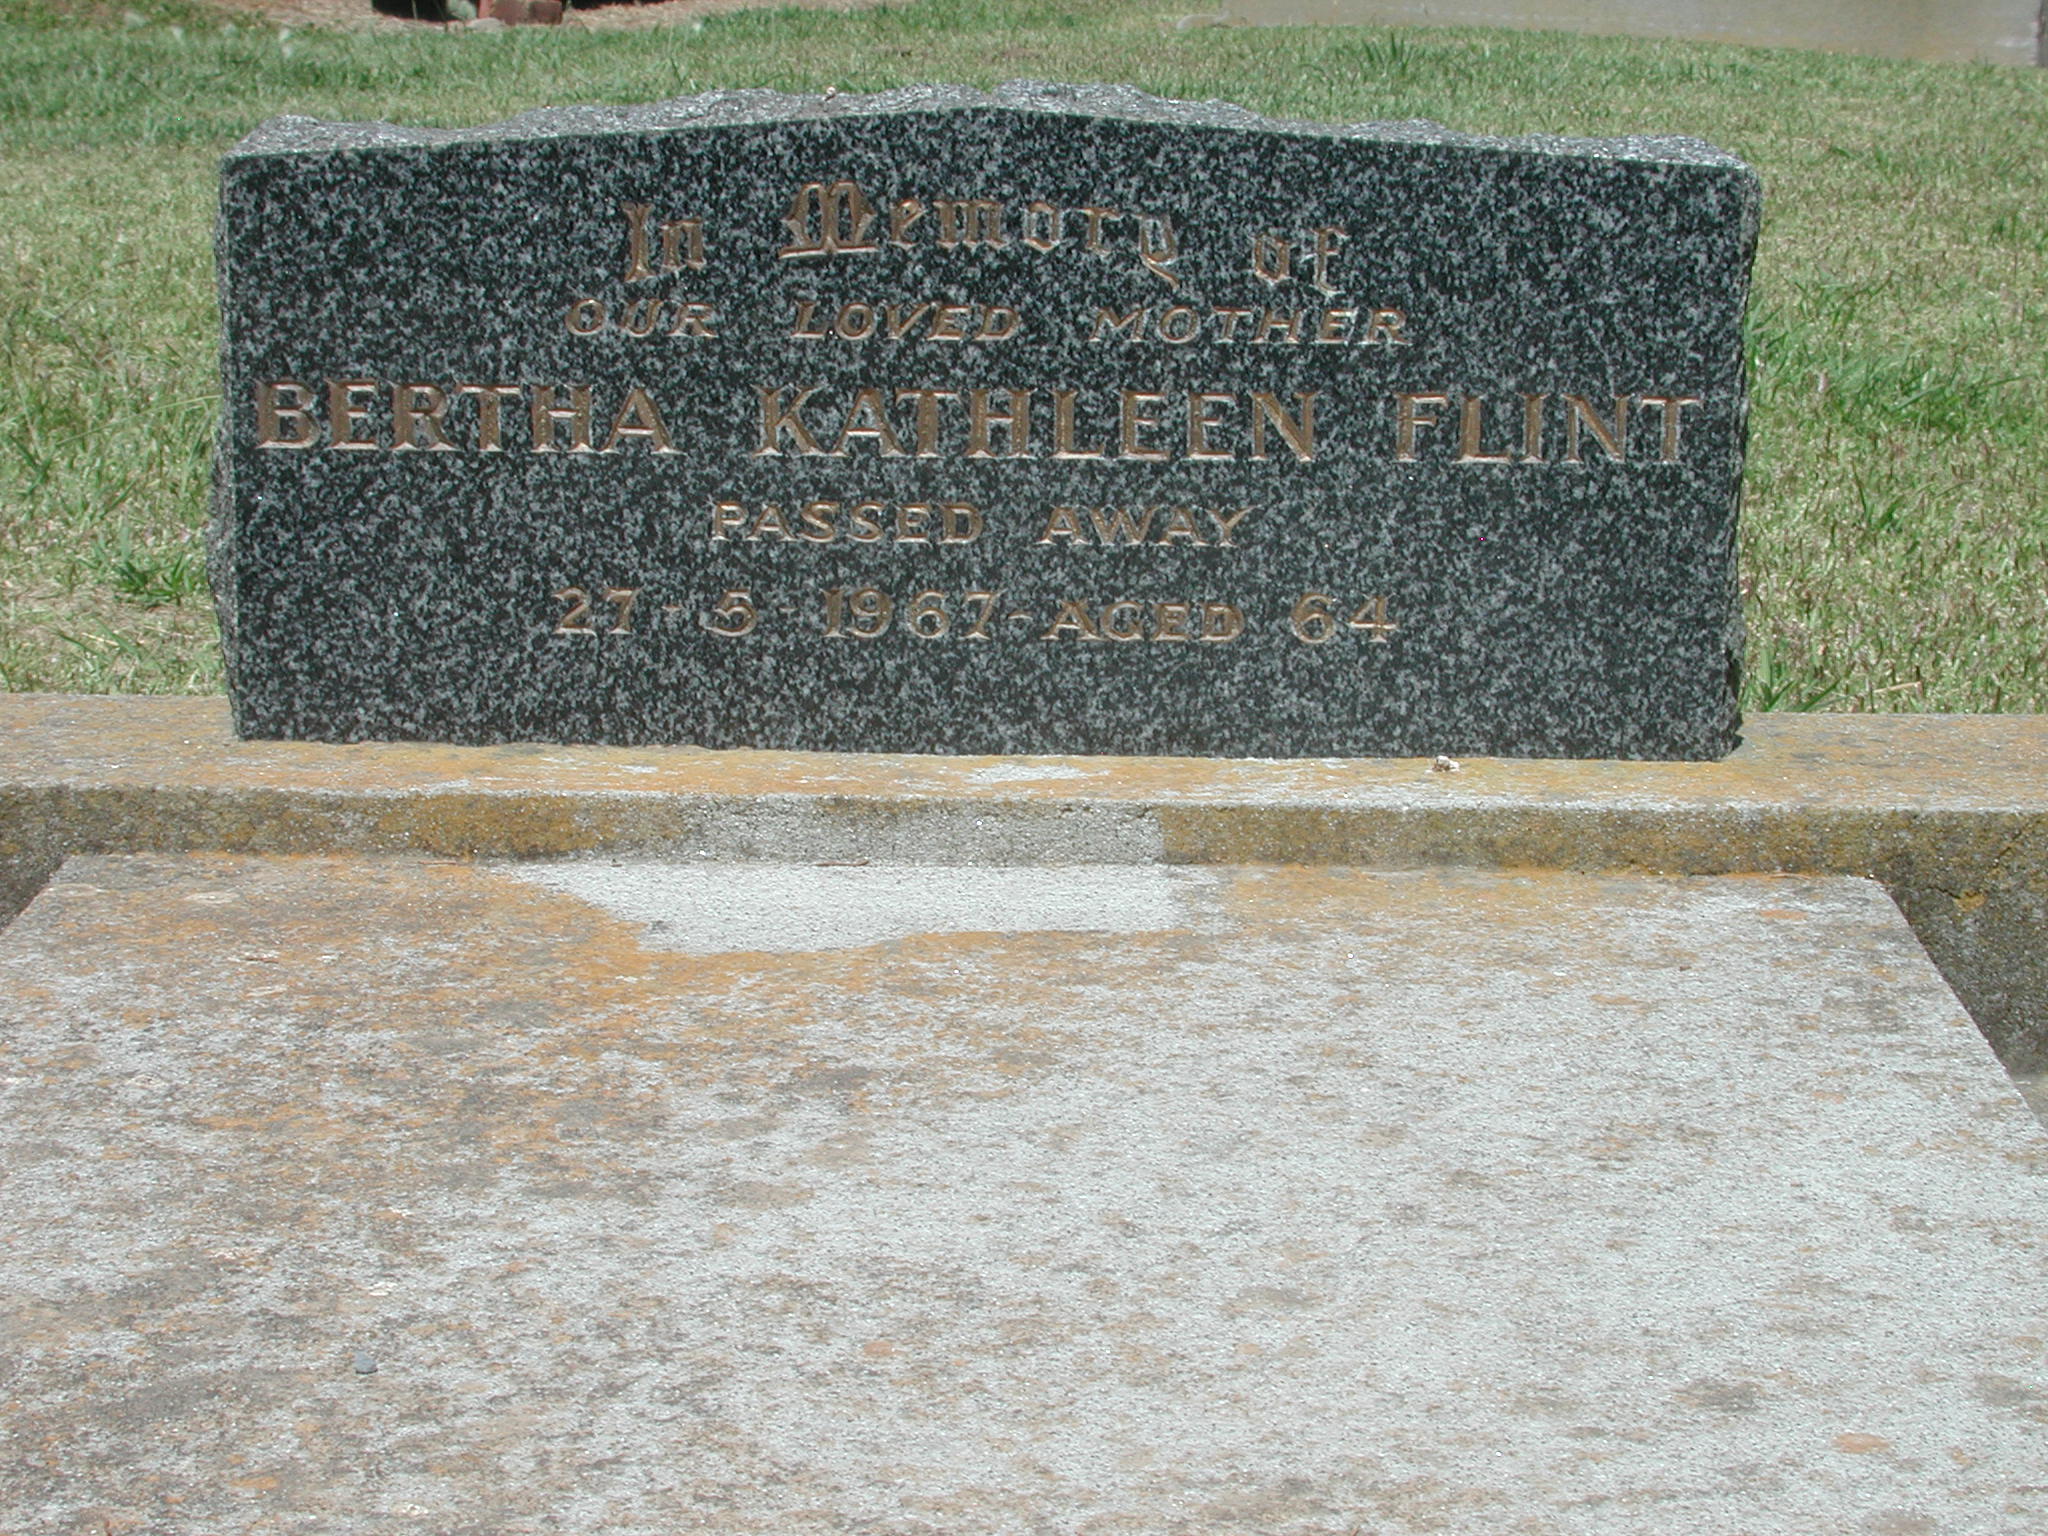 In Memory of
OUR LOVED MOTHER
BERTHA KATHLEEN FLINT
PASSED AWAY
27-5-1967-AGED 64